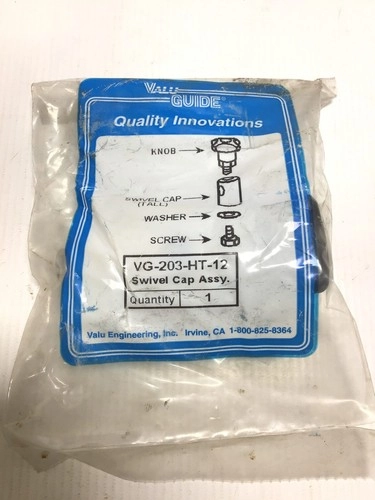 VALU
GUIDE
Quality Innovations
KNOB
SWIVEL CAP
(TALL)
WASHER
SCREW
VG-203-HT-12
Swivel Cap Assy.
Quantity 1
Valu Engineering, Inc. Irvine, CA 1-800-825-8364